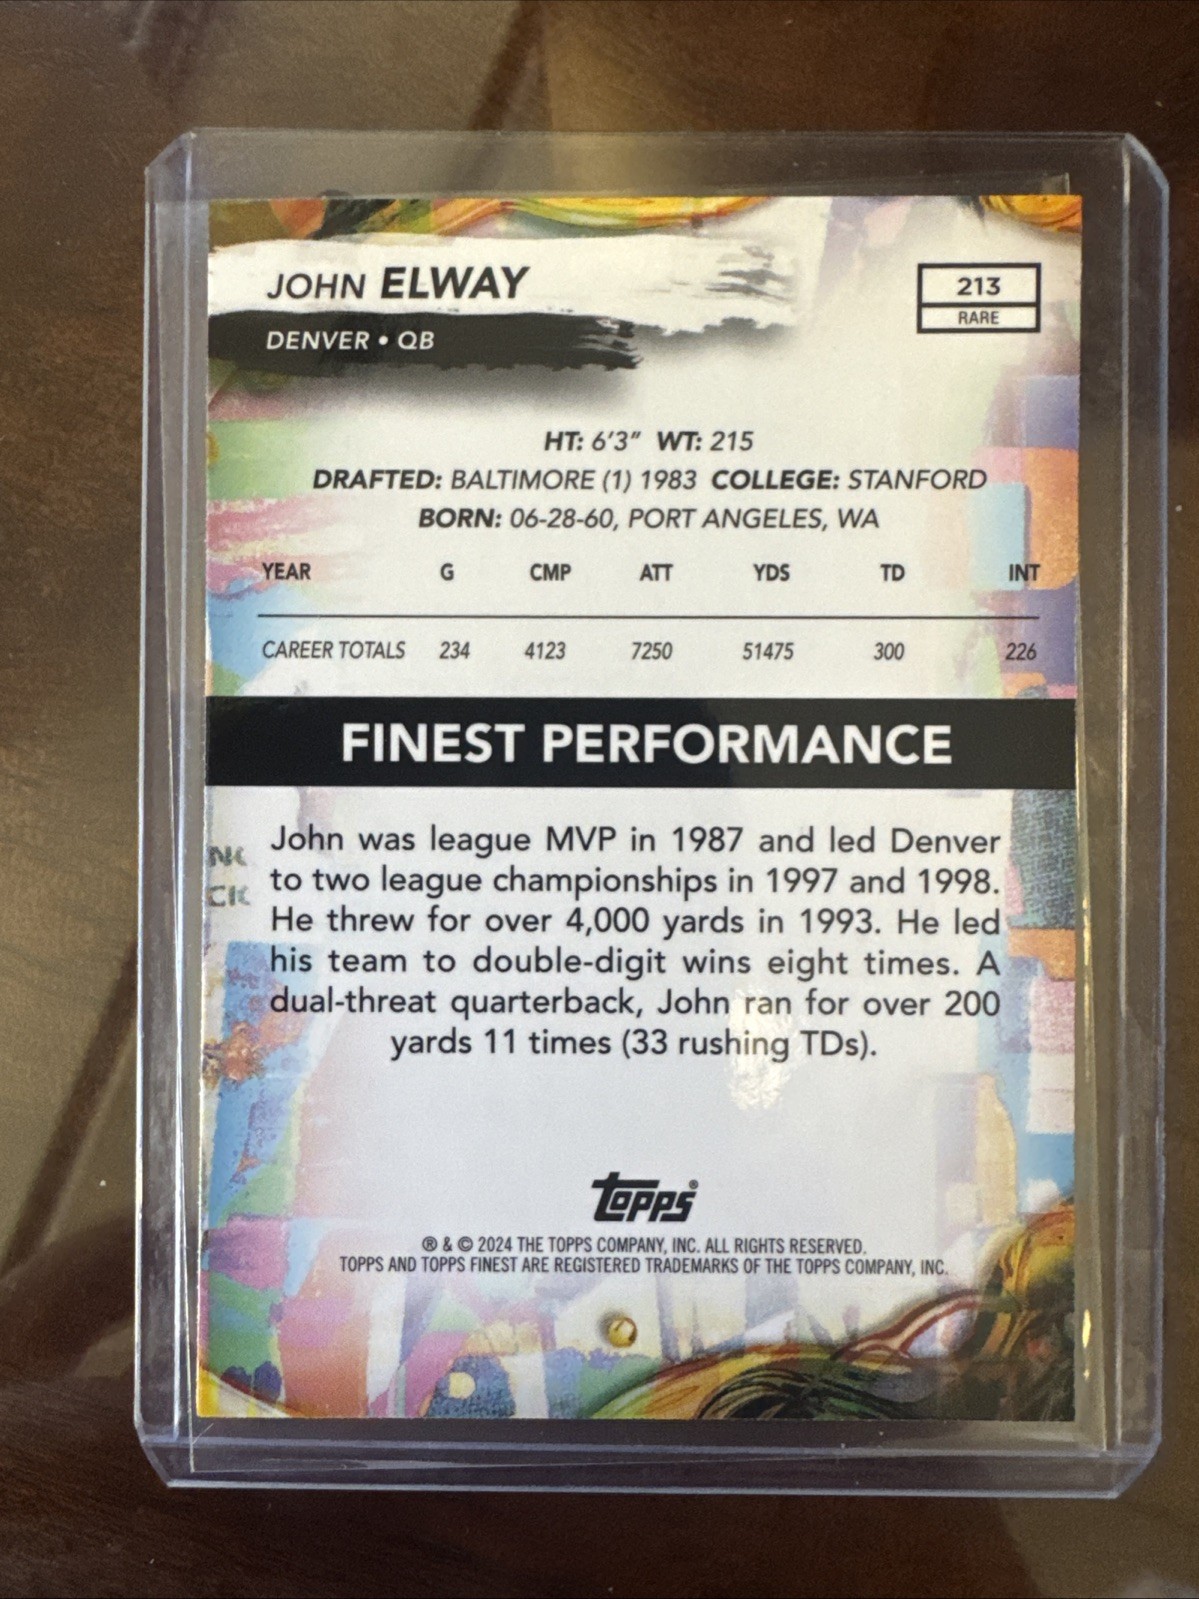 JOHN ELWAY
DENVER • QB
213
RARE
HT: 6'3" WT: 215
DRAFTED: BALTIMORE (1) 1983 COLLEGE: STANFORD
BORN: 06-28-60, PORT ANGELES, WA
YEAR G CMP ATT YDS TD INT
CAREER TOTALS 234 4123 7250 51475 300 226
FINEST PERFORMANCE
John was league MVP in 1987 and led Denver
to two league championships in 1997 and 1998.
He threw for over 4,000 yards in 1993. He led
his team to double-digit wins eight times. A
dual-threat quarterback, John ran for over 200
yards 11 times (33 rushing TDs).
Topps®
® & © 2024 THE TOPPS COMPANY, INC. ALL RIGHTS RESERVED.
TOPPS AND TOPPS FINEST ARE REGISTERED TRADEMARKS OF THE TOPPS COMPANY, INC.